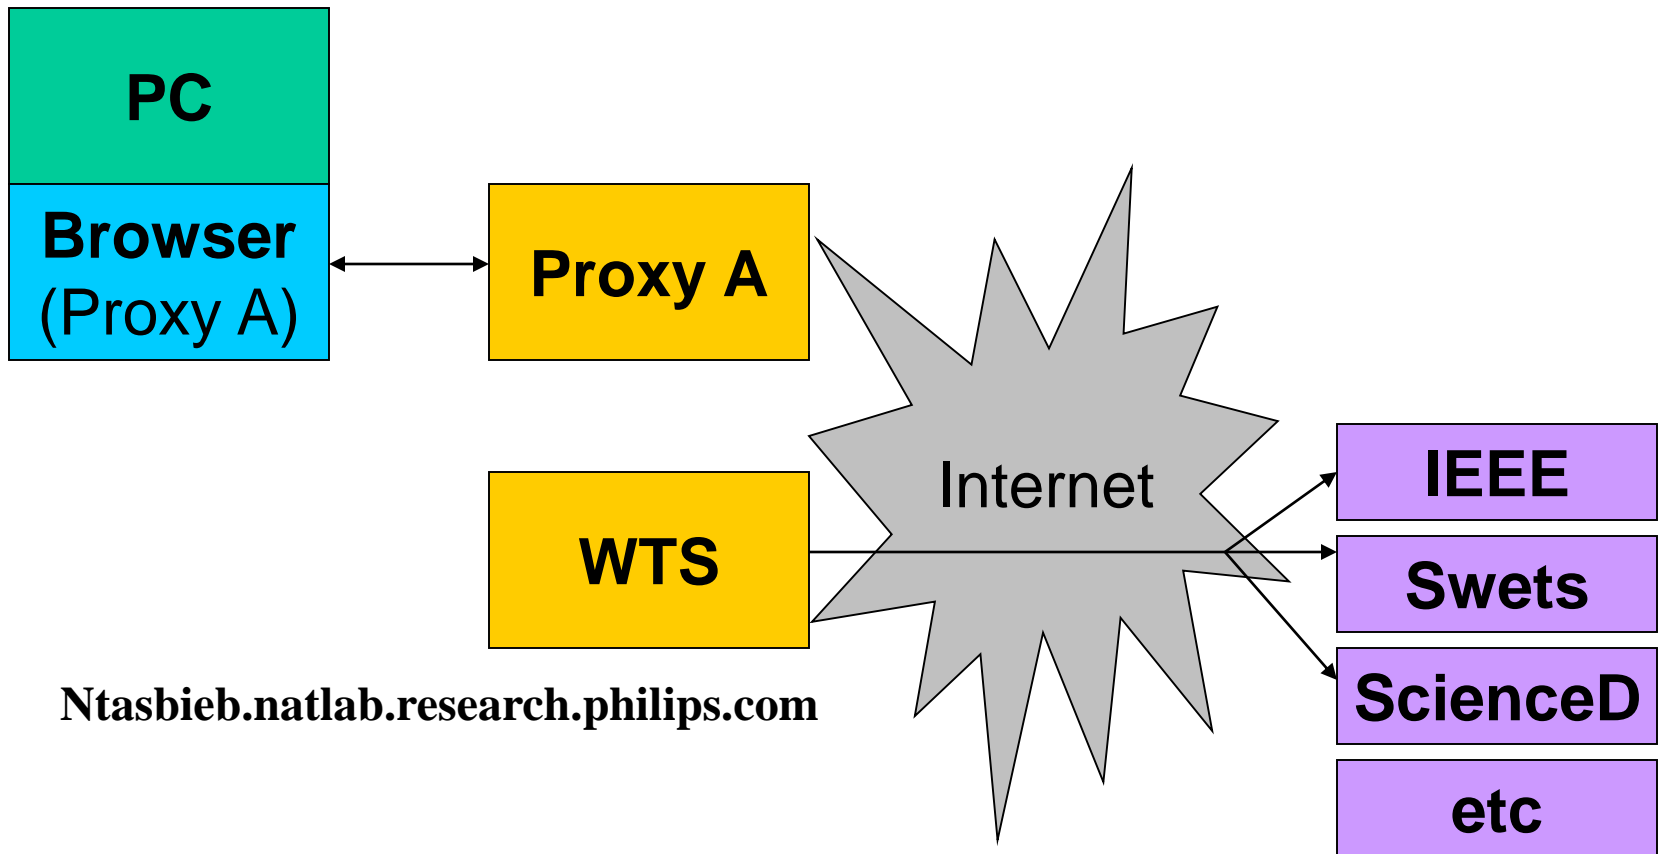 PC
Browser
(Proxy A)
Proxy A
Internet
WTS
IEEE
Swets
ScienceD
etc
Ntasbieb.natlab.research.philips.com